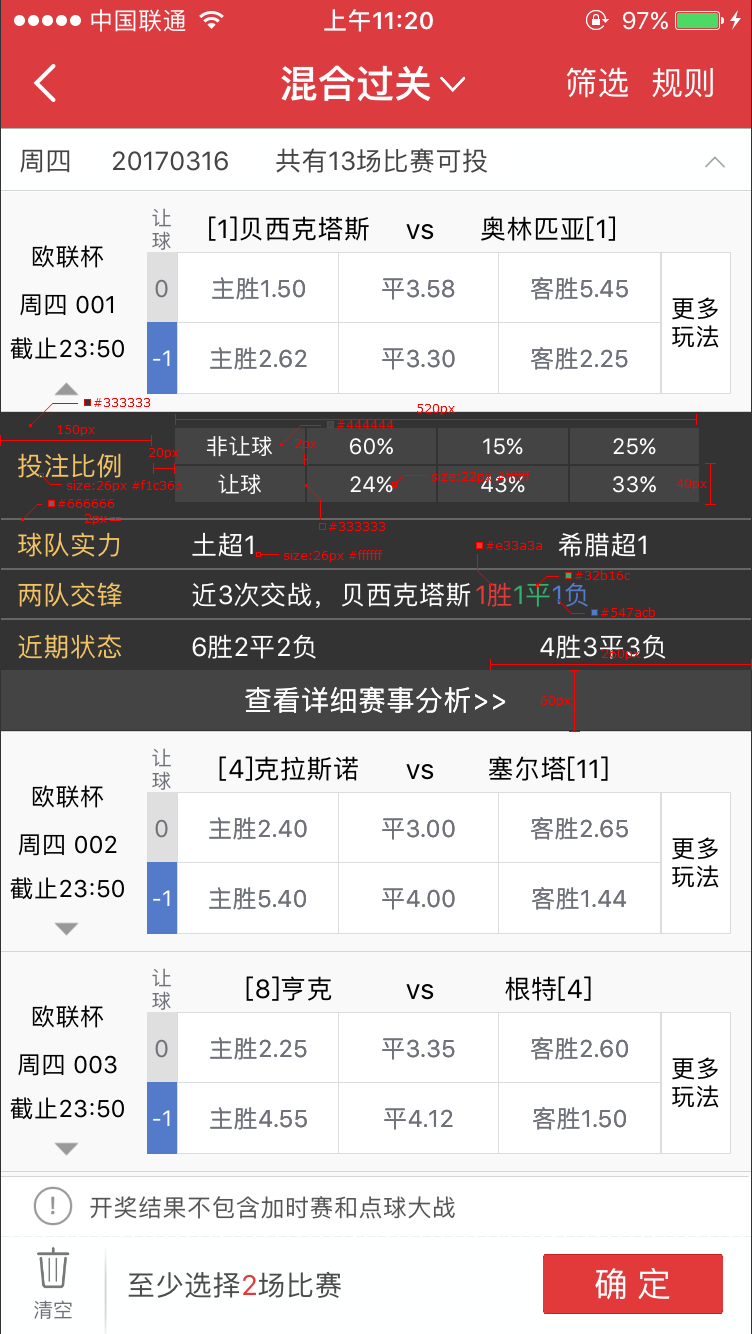 中国联通 上午11:20 97%
混合过关 筛选 规则
周四 20170316 共有13场比赛可投
让球 [1]贝西克塔斯 vs 奥林匹亚[1]
欧联杯
周四 001
截止23:50
0 主胜1.50 平3.58 客胜5.45
-1 主胜2.62 平3.30 客胜2.25
更多
玩法
#333333
520px
#444444
150px
投注比例
非让球 60% 15% 25%
2px
20px
让球 24% 43% 33%
size:26px #f1c36a
40px
#666666
2px
#333333
球队实力 土超1 希腊超1
size:26px #ffffff
#e33a3a
两队交锋 近3次交战，贝西克塔斯1胜1平1负
#32b16c
#547acb
近期状态 6胜2平2负 4胜3平3负
260px
查看详细赛事分析>>
60px
让球 [4]克拉斯诺 vs 塞尔塔[11]
欧联杯
周四 002
截止23:50
0 主胜2.40 平3.00 客胜2.65
-1 主胜5.40 平4.00 客胜1.44
更多
玩法
让球 [8]亨克 vs 根特[4]
欧联杯
周四 003
截止23:50
0 主胜2.25 平3.35 客胜2.60
-1 主胜4.55 平4.12 客胜1.50
更多
玩法
开奖结果不包含加时赛和点球大战
清空 至少选择2场比赛 确 定